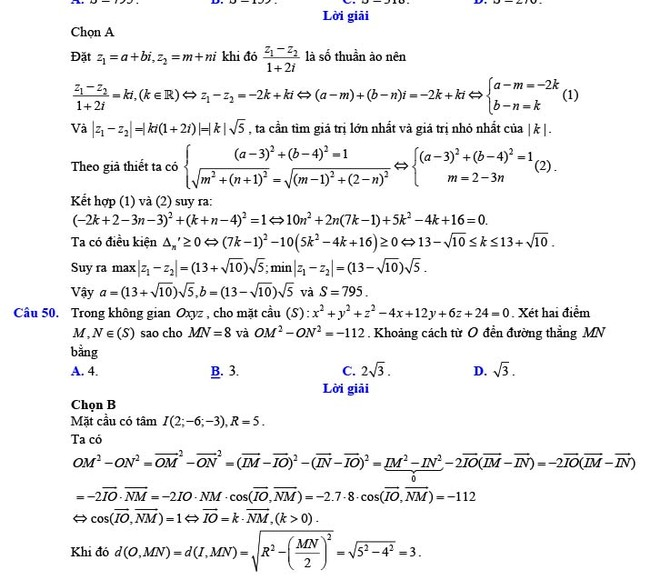 Lời giải
Chọn A
Đặt z₁ = a + bi, z₂ = m + ni khi đó (z₁ − z₂)/(1 + 2i) là số thuần ảo nên
(z₁ − z₂)/(1 + 2i) = ki, (k ∈ ℝ) ⇔ z₁ − z₂ = −2k + ki ⇔ (a − m) + (b − n)i = −2k + ki ⇔ { a − m = −2k; b − n = k (1)
Và |z₁ − z₂| = |ki(1 + 2i)| = |k|√5, ta cần tìm giá trị lớn nhất và giá trị nhỏ nhất của |k|.
Theo giả thiết ta có { (a − 3)² + (b − 4)² = 1; √(m² + (n + 1)²) = √((m − 1)² + (2 − n)²) ⇔ { (a − 3)² + (b − 4)² = 1; m = 2 − 3n (2).
Kết hợp (1) và (2) suy ra:
(−2k + 2 − 3n − 3)² + (k + n − 4)² = 1 ⇔ 10n² + 2n(7k − 1) + 5k² − 4k + 16 = 0.
Ta có điều kiện Δₙ' ≥ 0 ⇔ (7k − 1)² − 10(5k² − 4k + 16) ≥ 0 ⇔ 13 − √10 ≤ k ≤ 13 + √10.
Suy ra max|z₁ − z₂| = (13 + √10)√5; min|z₁ − z₂| = (13 − √10)√5.
Vậy a = (13 + √10)√5, b = (13 − √10)√5 và S = 795.
Câu 50. Trong không gian Oxyz, cho mặt cầu (S): x² + y² + z² − 4x + 12y + 6z + 24 = 0. Xét hai điểm
M, N ∈ (S) sao cho MN = 8 và OM² − ON² = −112. Khoảng cách từ O đến đường thẳng MN
bằng
A. 4. B. 3. C. 2√3. D. √3.
Lời giải
Chọn B
Mặt cầu có tâm I(2;−6;−3), R = 5.
Ta có
OM² − ON² = \overrightarrow{OM}² − \overrightarrow{ON}² = (\overrightarrow{IM} − \overrightarrow{IO})² − (\overrightarrow{IN} − \overrightarrow{IO})² = \underbrace{IM² − IN²}_{0} − 2\overrightarrow{IO}(\overrightarrow{IM} − \overrightarrow{IN}) = −2\overrightarrow{IO}(\overrightarrow{IM} − \overrightarrow{IN})
= −2\overrightarrow{IO} · \overrightarrow{NM} = −2IO · NM · cos(\overrightarrow{IO}, \overrightarrow{NM}) = −2.7 · 8 · cos(\overrightarrow{IO}, \overrightarrow{NM}) = −112
⇔ cos(\overrightarrow{IO}, \overrightarrow{NM}) = 1 ⇔ \overrightarrow{IO} = k · \overrightarrow{NM}, (k > 0).
Khi đó d(O, MN) = d(I, MN) = √(R² − (MN/2)²) = √(5² − 4²) = 3.